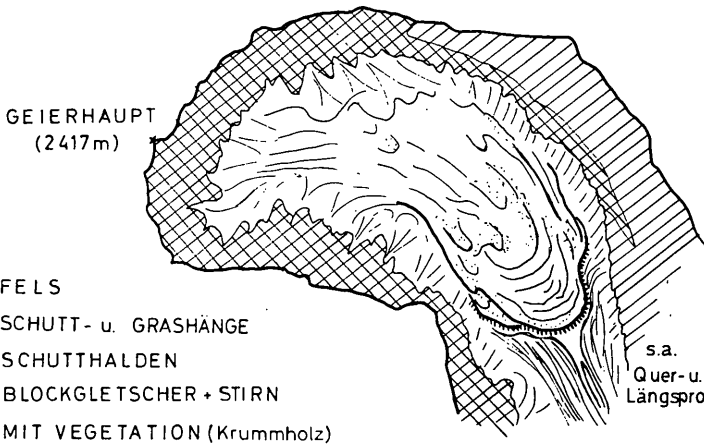 GEIERHAUPT
(2417m)
FELS
SCHUTT- u. GRASHÄNGE
SCHUTTHALDEN
BLOCKGLETSCHER + STIRN
MIT VEGETATION (Krummholz)
s.a.
Quer- u.
Längspro